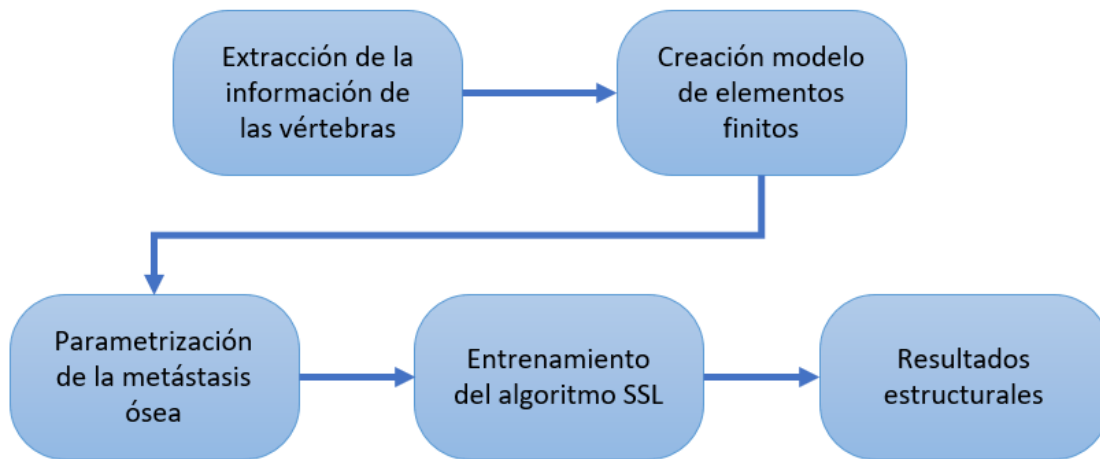 Extracción de la
información de
las vértebras
Creación modelo
de elementos
finitos
Parametrización
de la metástasis
ósea
Entrenamiento
del algoritmo SSL
Resultados
estructurales